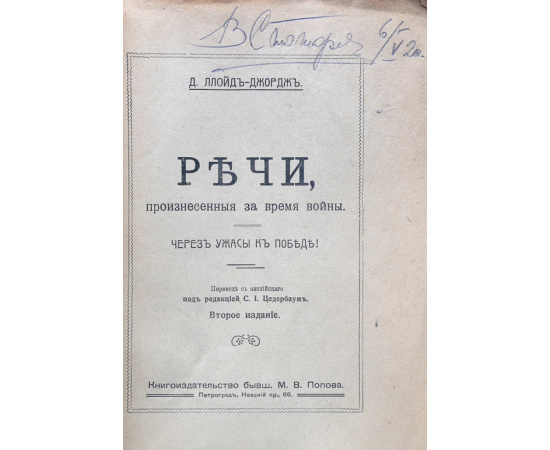 Д. ЛЛОЙДЪ-ДЖОРДЖЪ.
РѢЧИ,
произнесенныя за время войны.
ЧЕРЕЗЪ УЖАСЫ КЪ ПОБѢДѢ!
Переводъ съ англійскаго
подъ редакціей С. І. Цедербаумъ.
Второе изданіе.
Книгоиздательство бывш. М. В. Попова.
Петроградъ, Невскій пр., 66.